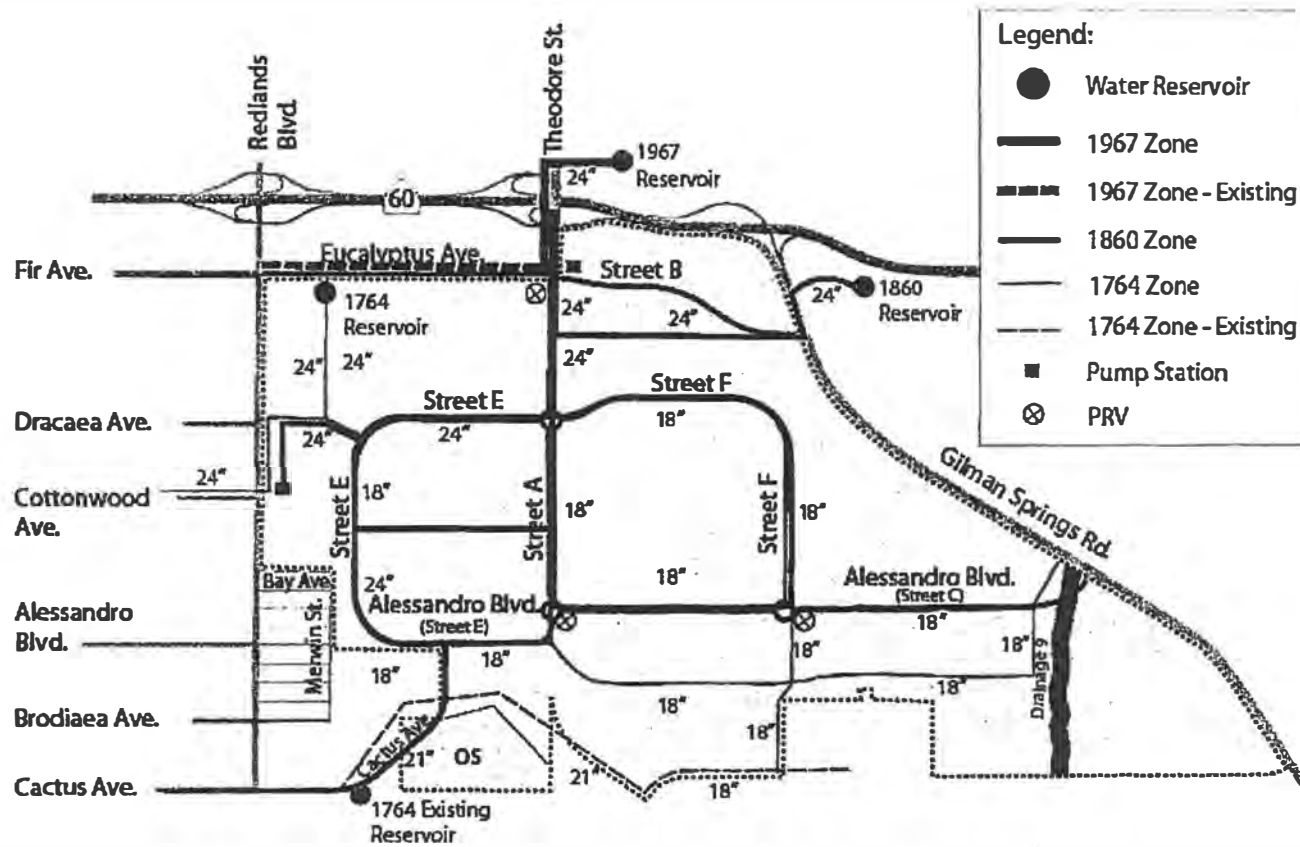 Redlands
Blvd.
Theodore St.
1967
Reservoir
24"
60
Eucalyptus Ave.
Fir Ave.
Street B
1764
Reservoir
24"
24"
24"
1860
Reservoir
24"
24"
24"
Street E
Street F
Dracaea Ave.
24"
24"
18"
24"
Cottonwood
Ave.
Street E
18"
Street A
18"
Street F
18"
Gilman Springs Rd.
Bay Ave
24"
18"
Alessandro
Blvd.
Merwin St.
Alessandro Blvd.
(Street E)
Alessandro Blvd.
(Street C)
18"
18"
18"
18"
18"
Drainage 9
18"
18"
Brodiaea Ave.
18"
Cactus Ave.
21"
OS
21"
18"
Cactus Ave.
1764 Existing
Reservoir
Legend:
Water Reservoir
1967 Zone
1967 Zone - Existing
1860 Zone
1764 Zone
1764 Zone - Existing
Pump Station
PRV